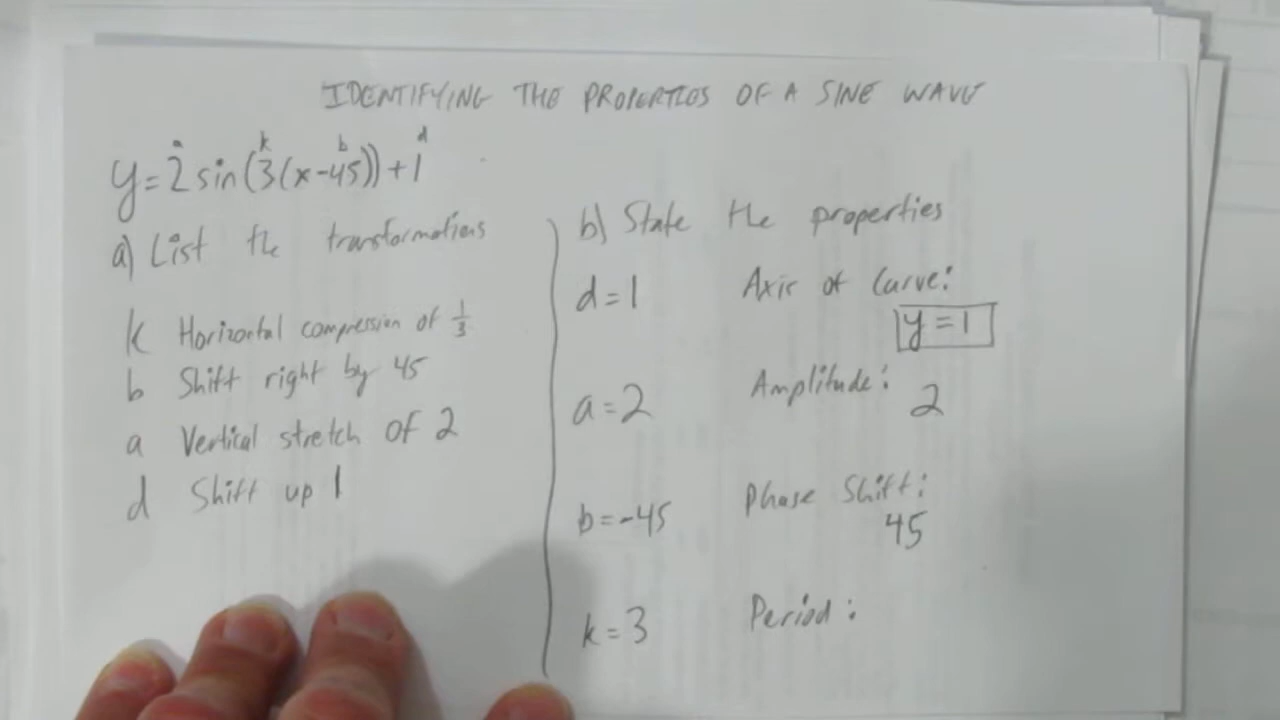 IDENTIFYING THE PROPERTIES OF A SINE WAVE
a k b d
y=2sin(3(x-45))+1
a) List the transformations
k Horizontal compression of 1/3
b Shift right by 45
a Vertical stretch of 2
d Shift up 1
b) State the properties
d=1 Axis of Curve:
y=1
a=2 Amplitude:
2
b=-45 Phase Shift:
45
k=3 Period: